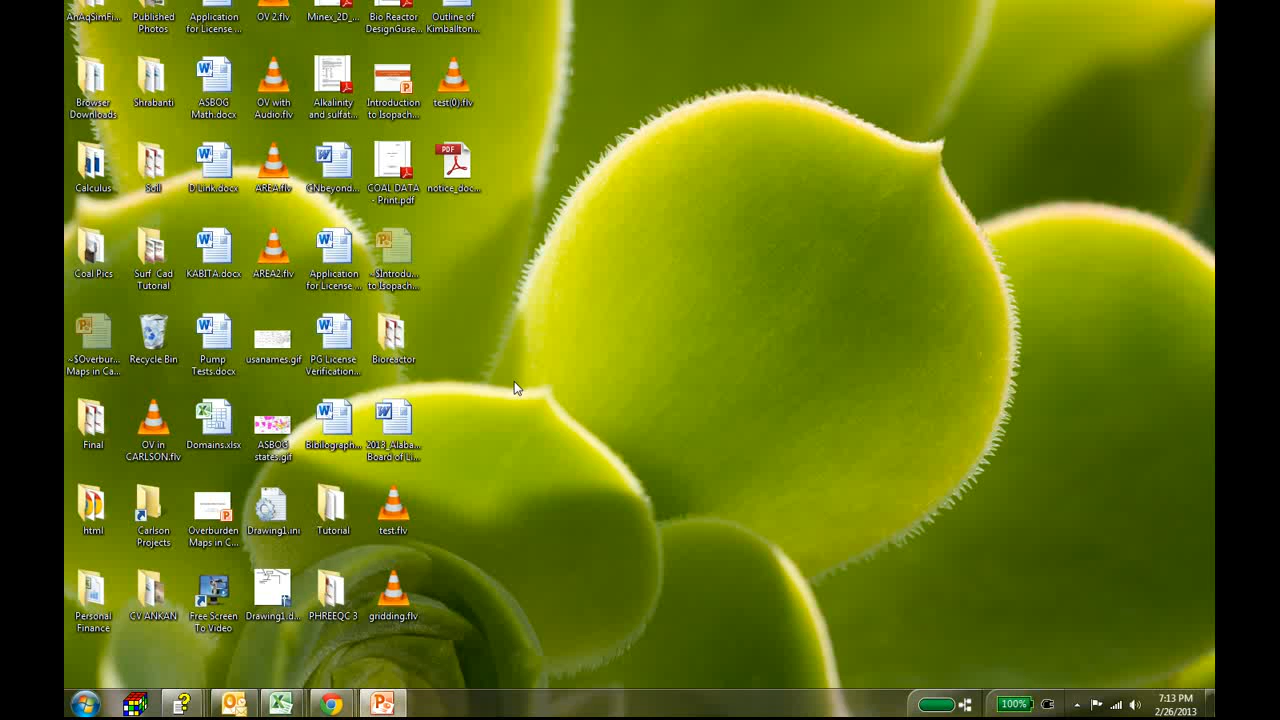 AnAqSimFi...
Published
Photos
Application
for License ...
OV 2.flv
Minex_2D_...
Bio Reactor
DesignGuse...
Outline of
Kimballton...
Browser
Downloads
Shrabanti
ASBOG
Math.docx
OV with
Audio.flv
Alkalinity
and sulfat...
Introduction
to Isopach...
test(0).flv
Calculus
Soil
D Link.docx
AREA.flv
GNbeyond...
COAL DATA
- Print.pdf
PDF
notice_doc...
Coal Pics
Surf Cad
Tutorial
KABITA.docx
AREA2.flv
Application
for License ...
~$Introdu...
to Isopach...
~$Overbur...
Maps in Ca...
Recycle Bin
Pump
Tests.docx
usanames.gif
PG License
Verification...
Bioreactor
Final
OV in
CARLSON.flv
Domains.xlsx
ASBOG
states.gif
Bibliograph...
2013_Alaba...
Board of Li...
html
Carlson
Projects
Overburden
Maps in C...
Drawing1.ini
Tutorial
test.flv
Personal
Finance
CV ANKAN
Free Screen
To Video
Drawing1.d...
PHREEQC 3
gridding.flv
100%
7:13 PM
2/26/2013